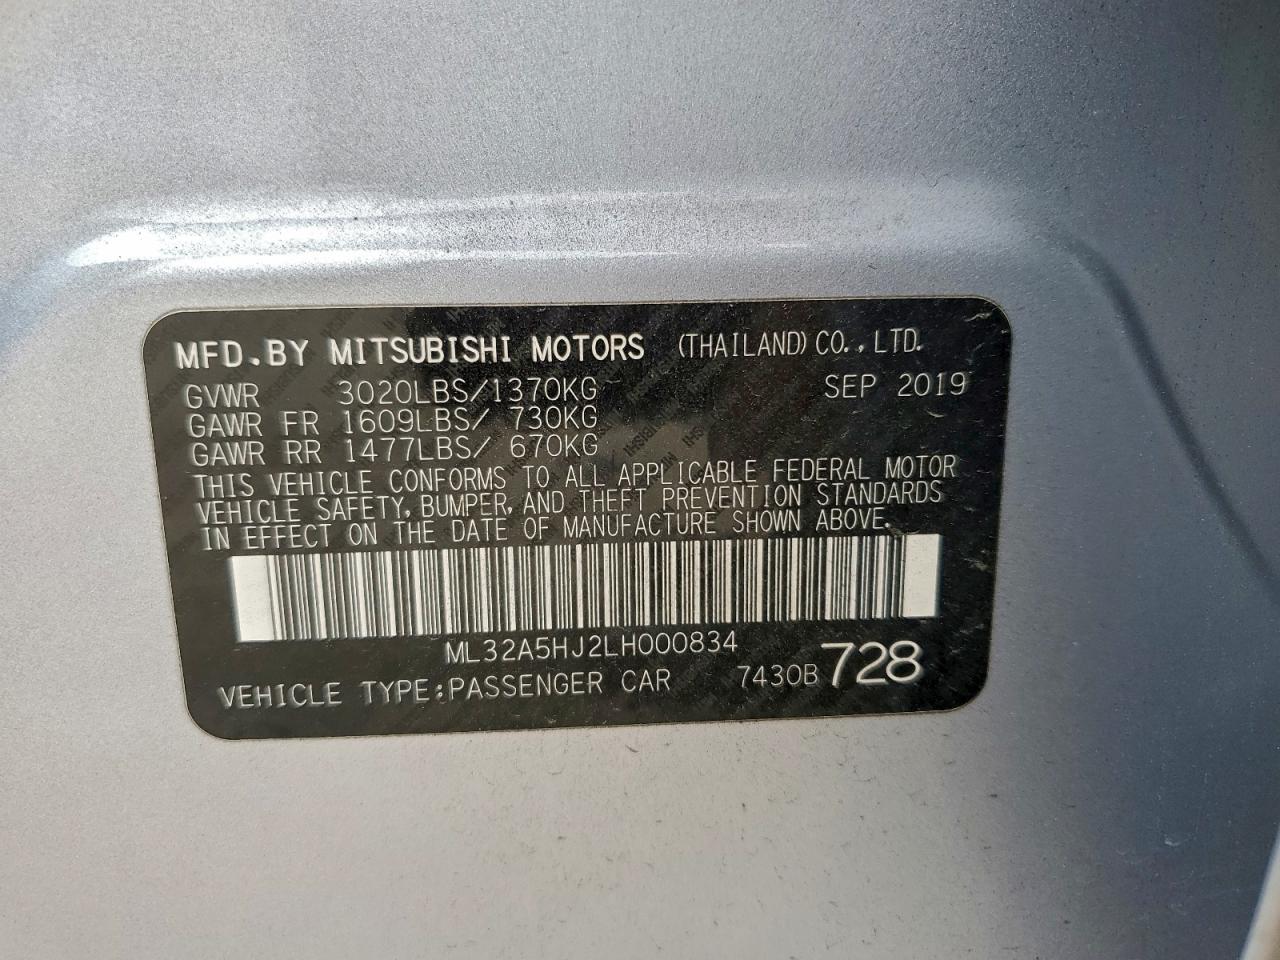 MFD.BY MITSUBISHI MOTORS (THAILAND) CO., LTD.
GVWR 3020LBS/1370KG SEP 2019
GAWR FR 1609LBS/ 730KG
GAWR RR 1477LBS/ 670KG
THIS VEHICLE CONFORMS TO ALL APPLICABLE FEDERAL MOTOR
VEHICLE SAFETY, BUMPER, AND THEFT PREVENTION STANDARDS
IN EFFECT ON THE DATE OF MANUFACTURE SHOWN ABOVE.
ML32A5HJ2LH000834
VEHICLE TYPE:PASSENGER CAR 7430B 728